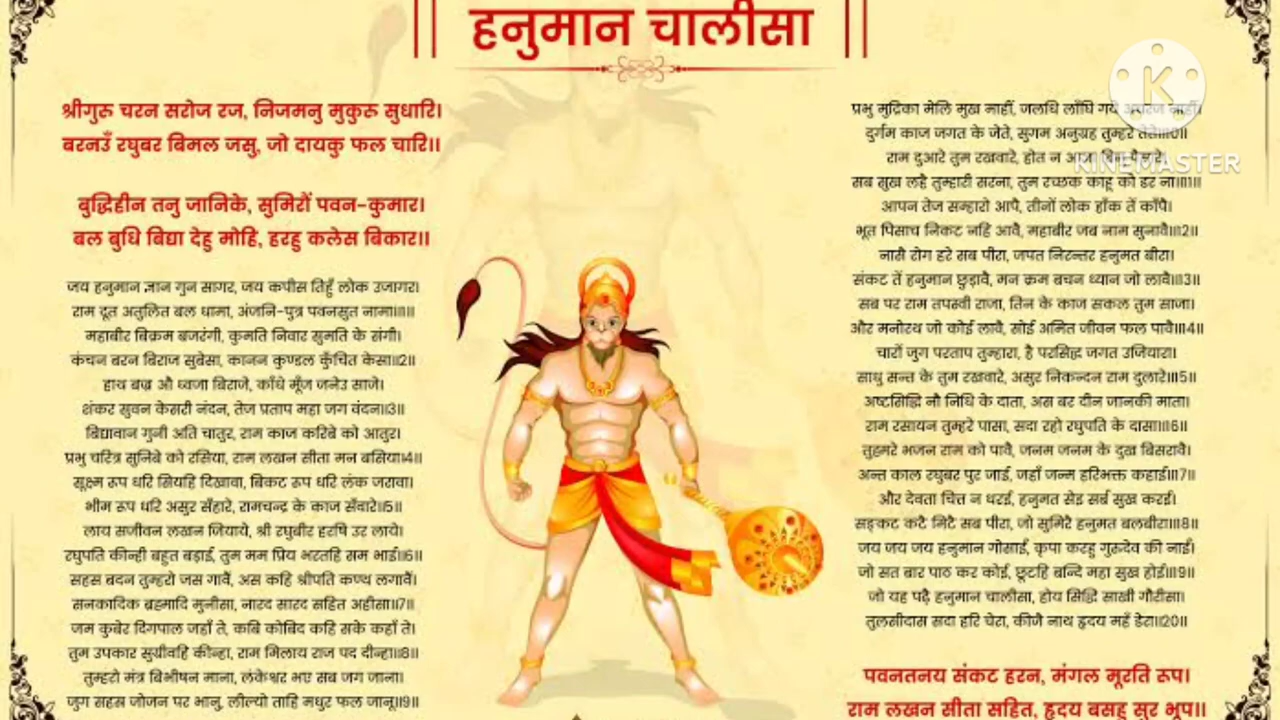 || हनुमान चालीसा ||
श्रीगुरु चरन सरोज रज, निजमनु मुकुरु सुधारि।
बरनउँ रघुबर बिमल जसु, जो दायकु फल चारि।।
बुद्धिहीन तनु जानिके, सुमिरौं पवन-कुमार।
बल बुधि बिद्या देहु मोहि, हरहु कलेस बिकार।।
जय हनुमान ज्ञान गुन सागर, जय कपीस तिहुँ लोक उजागर।
राम दूत अतुलित बल धामा, अंजनि-पुत्र पवनसुत नामा॥1॥
महाबीर बिक्रम बजरंगी, कुमति निवार सुमति के संगी।
कंचन बरन बिराज सुबेसा, कानन कुण्डल कुँचित केसा॥2॥
हाथ बज्र औ ध्वजा बिराजे, काँधे मूँज जनेउ साजे।
शंकर सुवन केसरी नंदन, तेज प्रताप महा जग वंदन॥3॥
बिद्यावान गुनी अति चातुर, राम काज करिबे को आतुर।
प्रभु चरित्र सुनिबे को रसिया, राम लखन सीता मन बसिया॥4॥
सूक्ष्म रूप धरि सियहि दिखावा, बिकट रूप धरि लंक जरावा।
भीम रूप धरि असुर सँहारे, रामचन्द्र के काज सँवारे॥5॥
लाय सजीवन लखन जियाये, श्री रघुबीर हरषि उर लाये।
रघुपति कीन्ही बहुत बड़ाई, तुम मम प्रिय भरतहि सम भाई॥6॥
सहस बदन तुम्हरो जस गावैं, अस कहि श्रीपति कण्ठ लगावैं।
सनकादिक ब्रह्मादि मुनीसा, नारद सारद सहित अहीसा॥7॥
जम कुबेर दिगपाल जहाँ ते, कबि कोबिद कहि सके कहाँ ते।
तुम उपकार सुग्रीवहि कीन्हा, राम मिलाय राज पद दीन्हा॥8॥
तुम्हरो मंत्र बिभीषन माना, लंकेश्वर भए सब जग जाना।
जुग सहस्र जोजन पर भानु, लील्यो ताहि मधुर फल जानू॥9॥
प्रभु मुद्रिका मेलि मुख माहीं, जलधि लाँघि गये
दुर्गम काज जगत के जेते, सुगम अनुग्रह तुम्हरे
राम दुआरे तुम रखवारे, होत न
सब सुख लहै तुम्हारी सरना, तुम रच्छक काहू को डर ना॥11॥
आपन तेज सम्हारो आपै, तीनों लोक हाँक तें काँपै।
भूत पिसाच निकट नहिं आवै, महाबीर जब नाम सुनावै॥12॥
नासै रोग हरे सब पीरा, जपत निरन्तर हनुमत बीरा।
संकट तें हनुमान छुड़ावै, मन क्रम बचन ध्यान जो लावै॥13॥
सब पर राम तपस्वी राजा, तिन के काज सकल तुम साजा।
और मनोरथ जो कोई लावै, सोई अमित जीवन फल पावै॥14॥
चारों जुग परताप तुम्हारा, है परसिद्ध जगत उजियारा।
साधु सन्त के तुम रखवारे, असुर निकन्दन राम दुलारे॥15॥
अष्टसिद्धि नौ निधि के दाता, अस बर दीन जानकी माता।
राम रसायन तुम्हरे पासा, सदा रहो रघुपति के दासा॥16॥
तुह्मरे भजन राम को पावै, जनम जनम के दुख बिसरावै।
अन्त काल रघुबर पुर जाई, जहाँ जन्म हरिभक्त कहाई॥17॥
और देवता चित्त न धरई, हनुमत सेइ सर्ब सुख करई।
सङ्कट कटै मिटै सब पीरा, जो सुमिरै हनुमत बलबीरा॥18॥
जय जय जय हनुमान गोसाईं, कृपा करहु गुरुदेव की नाईं।
जो सत बार पाठ कर कोई, छूटहि बन्दि महा सुख होई॥19॥
जो यह पढ़ै हनुमान चालीसा, होय सिद्धि साखी गौरीसा।
तुलसीदास सदा हरि चेरा, कीजै नाथ हृदय महँ डेरा॥20॥
पवनतनय संकट हरन, मंगल मूरति रूप।
राम लखन सीता सहित, हृदय बसहु सुर भूप।।
K
KINEMASTER